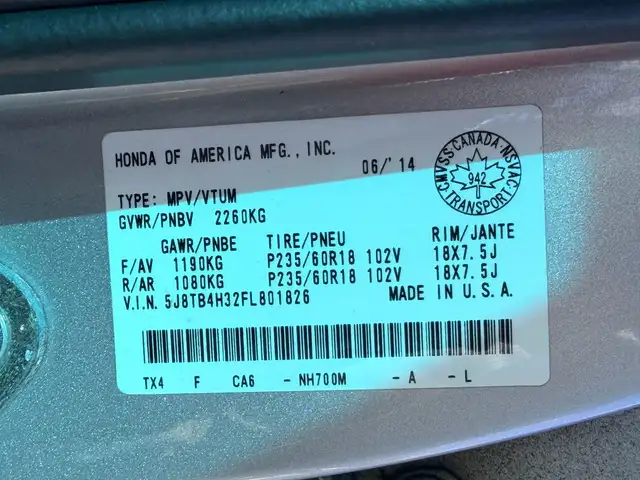 HONDA OF AMERICA MFG., INC.
06/'14
CMVSS·CANADA·NSVAC
942
TRANSPORT
TYPE: MPV/VTUM
GVWR/PNBV 2260KG
GAWR/PNBE TIRE/PNEU RIM/JANTE
F/AV 1190KG P235/60R18 102V 18X7.5J
R/AR 1080KG P235/60R18 102V 18X7.5J
V.I.N. 5J8TB4H32FL801826 MADE IN U.S.A.
TX4 F CA6 - NH700M - A - L